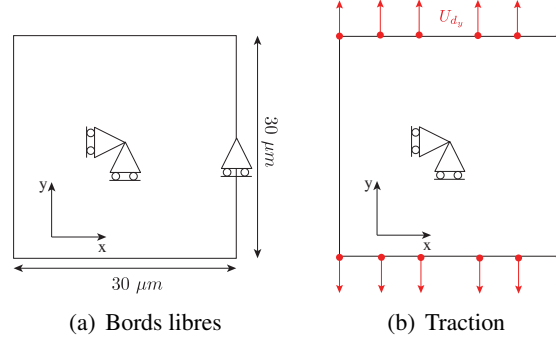 U_{d_y}
30 μm
y
x
30 μm
y
x
(a) Bords libres
(b) Traction